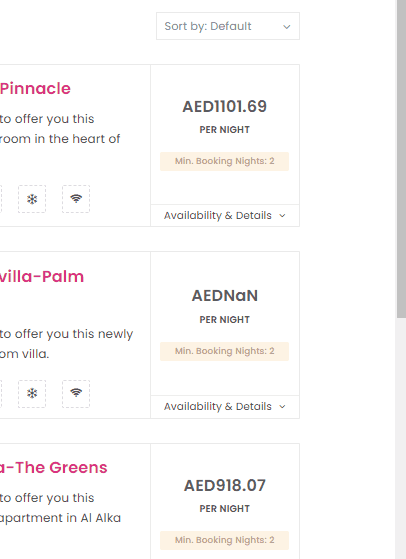 Sort by: Default
Pinnacle
to offer you this
room in the heart of
AED1101.69
PER NIGHT
Min. Booking Nights: 2
Availability & Details
villa-Palm
to offer you this newly
om villa.
AEDNaN
PER NIGHT
Min. Booking Nights: 2
Availability & Details
a-The Greens
to offer you this
apartment in Al Alka
AED918.07
PER NIGHT
Min. Booking Nights: 2